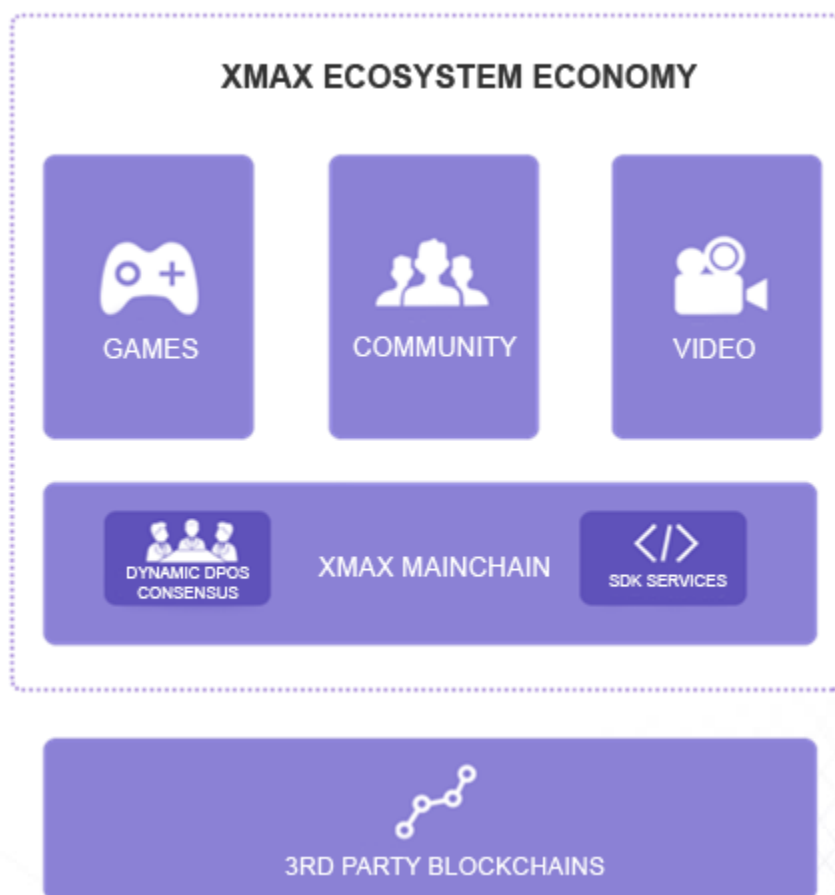 XMAX ECOSYSTEM ECONOMY
GAMES
COMMUNITY
VIDEO
DYNAMIC DPOS
CONSENSUS
XMAX MAINCHAIN
SDK SERVICES
3RD PARTY BLOCKCHAINS